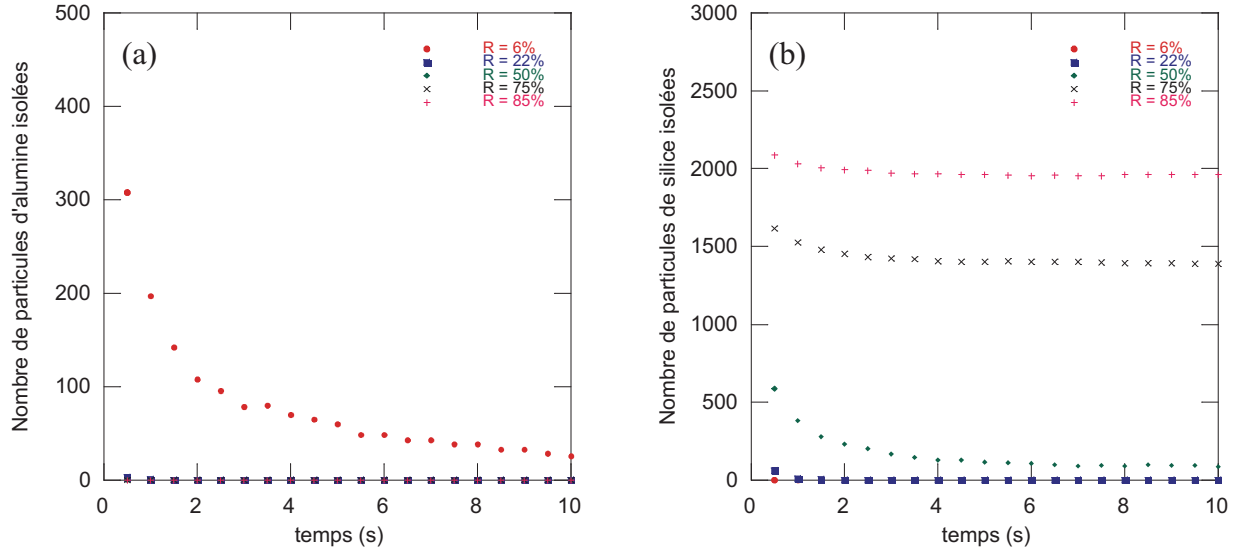 (a)
Nombre de particules d'alumine isolées
500
400
300
200
100
0
0 2 4 6 8 10
temps (s)
R = 6%
R = 22%
R = 50%
R = 75%
R = 85%
(b)
Nombre de particules de silice isolées
3000
2500
2000
1500
1000
500
0
0 2 4 6 8 10
temps (s)
R = 6%
R = 22%
R = 50%
R = 75%
R = 85%